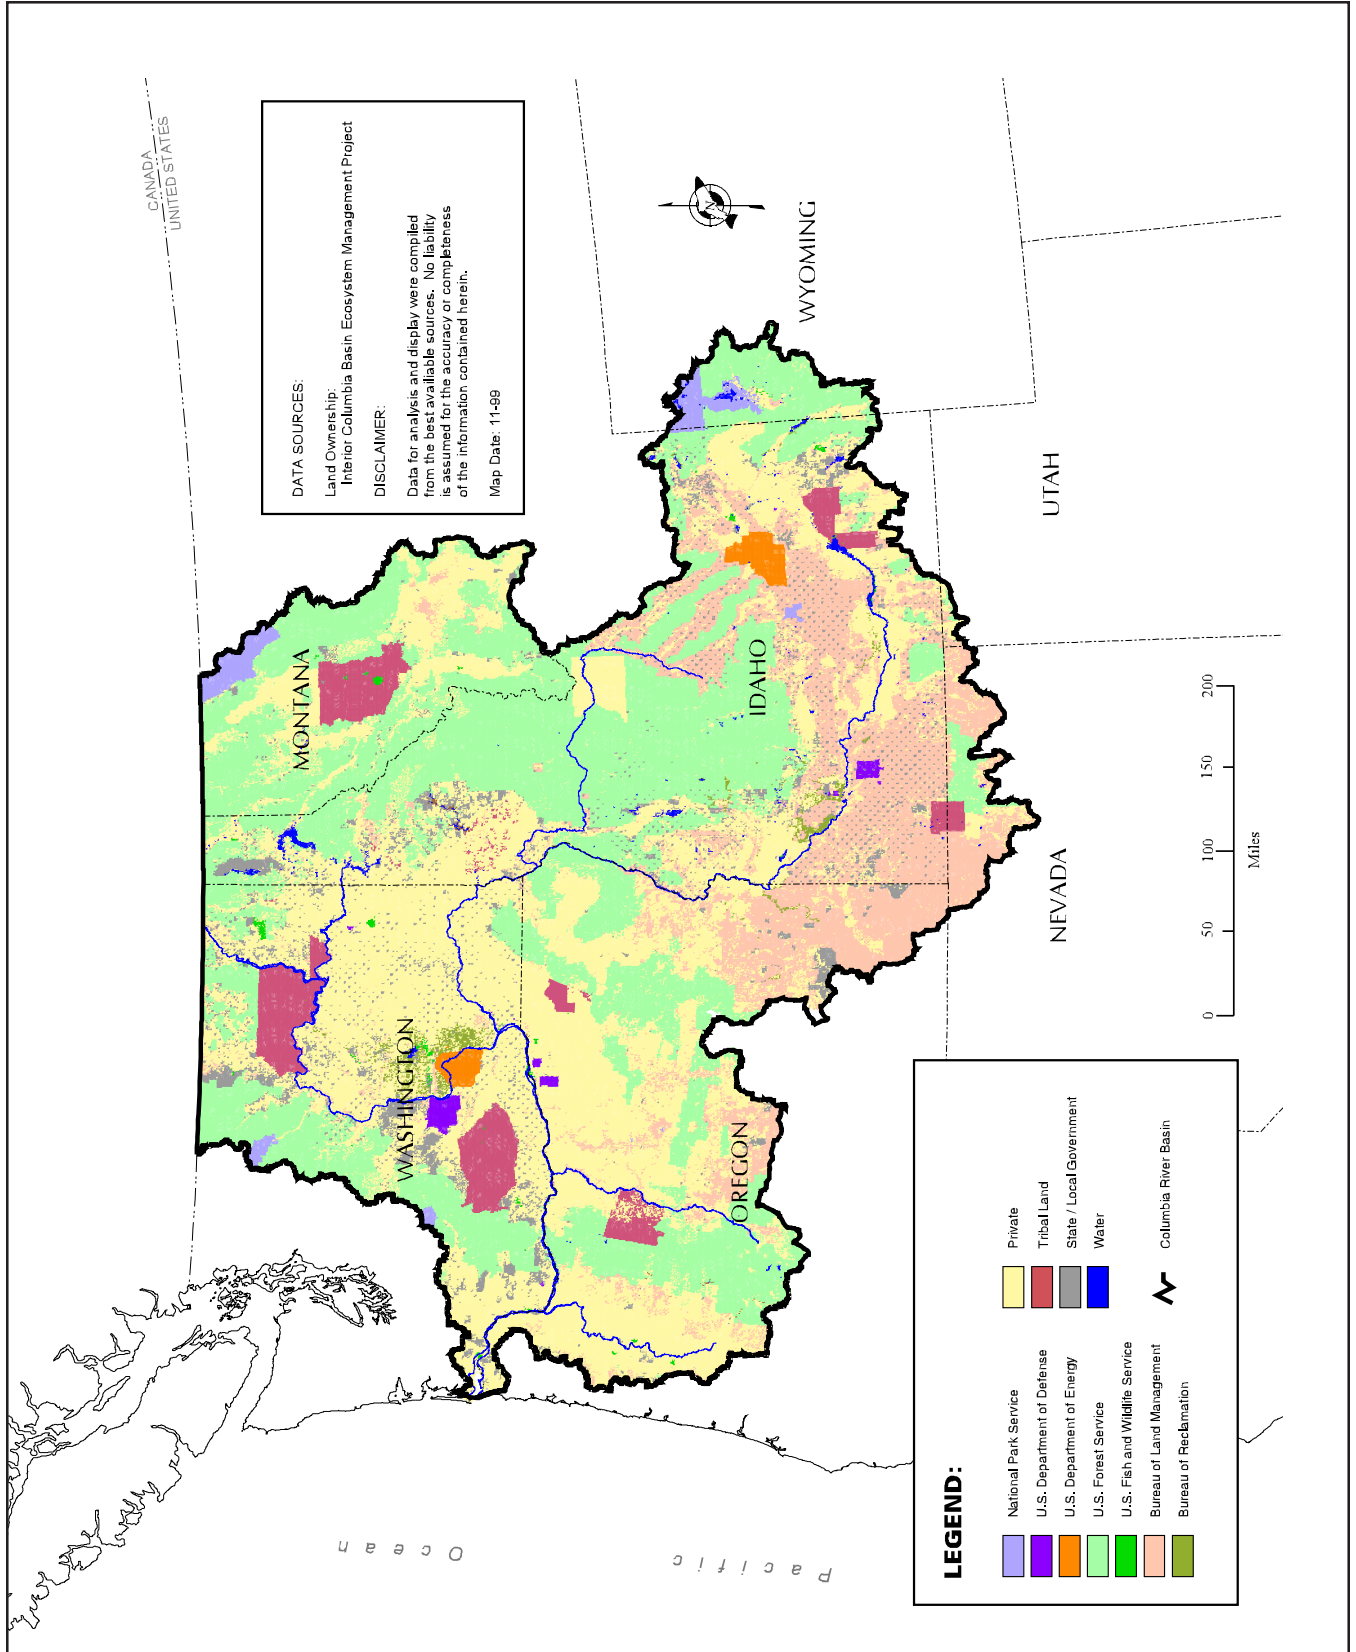 CANADA
UNITED STATES
DATA SOURCES:
Land Ownership:
Interior Columbia Basin Ecosystem Management Project
DISCLAIMER:
Data for analysis and display were compiled
from the best availiable sources. No liability
is assumed for the accuracy or completeness
of the information contained herein.
Map Date: 11-99
N
WASHINGTON
MONTANA
OREGON
IDAHO
WYOMING
NEVADA
UTAH
Pacific
Ocean
0 50 100 150 200
Miles
LEGEND:
National Park Service
U.S. Department of Defense
U.S. Department of Energy
U.S. Forest Service
U.S. Fish and Wildlife Service
Bureau of Land Management
Bureau of Reclamation
Private
Tribal Land
State / Local Government
Water
Columbia River Basin